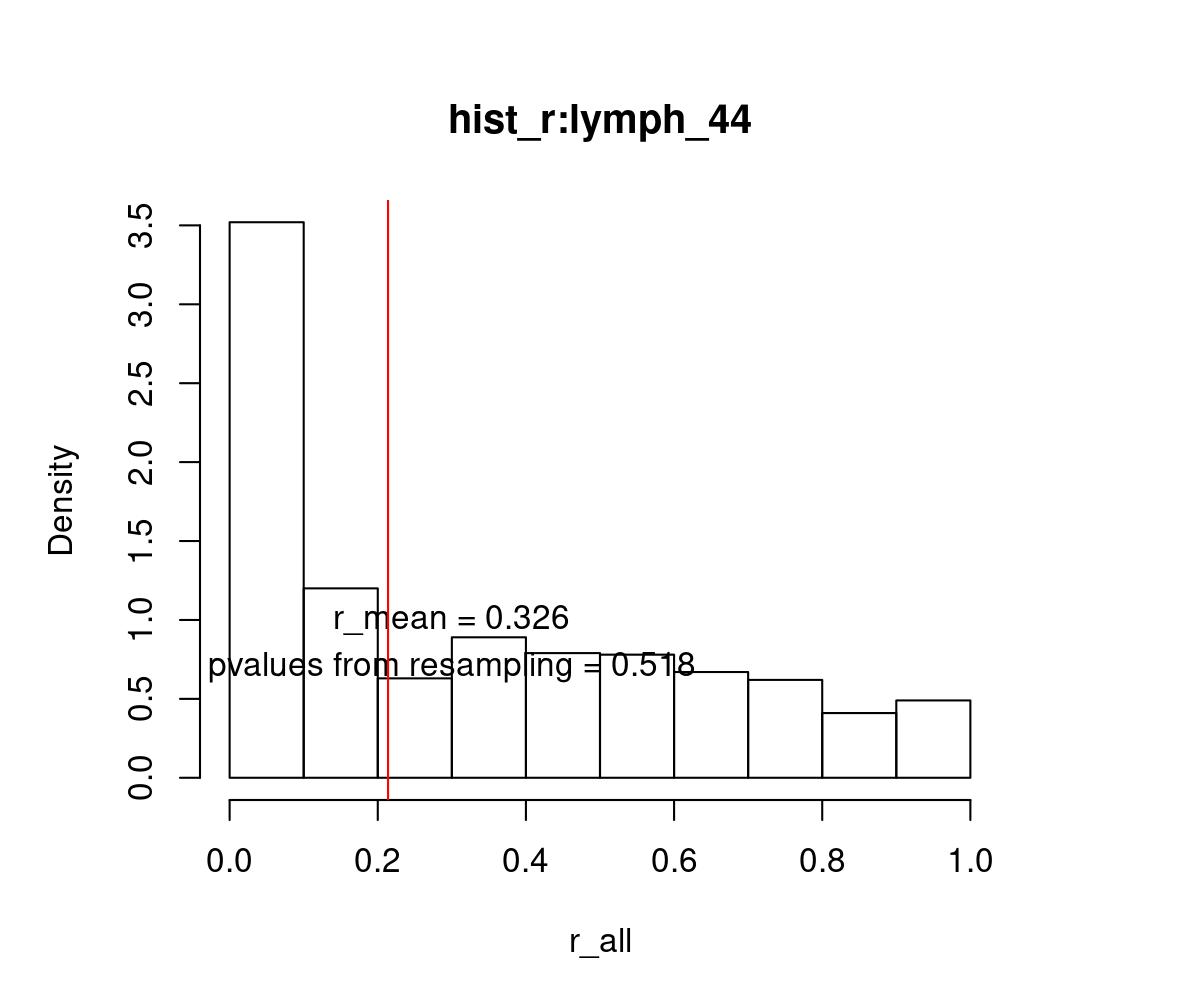 hist_r:lymph_44
Density
3.5
3.0
2.5
2.0
1.5
1.0
0.5
0.0
r_mean = 0.326
pvalues from resampling = 0.518
0.0 0.2 0.4 0.6 0.8 1.0
r_all